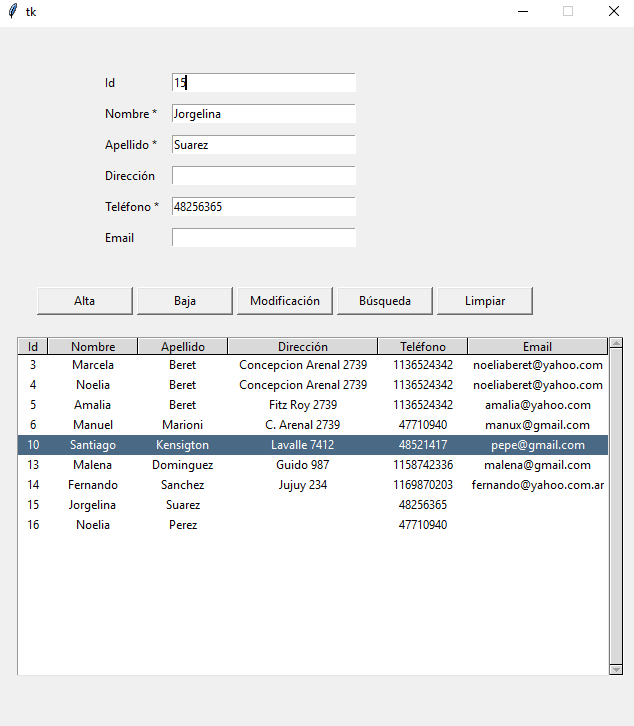 tk
Id 15
Nombre * Jorgelina
Apellido * Suarez
Dirección
Teléfono * 48256365
Email
Alta Baja Modificación Búsqueda Limpiar
Id Nombre Apellido Dirección Teléfono Email
3 Marcela Beret Concepcion Arenal 2739 1136524342 noeliaberet@yahoo.com
4 Noelia Beret Concepcion Arenal 2739 1136524342 noeliaberet@yahoo.com
5 Amalia Beret Fitz Roy 2739 1136524342 amalia@yahoo.com
6 Manuel Marioni C. Arenal 2739 47710940 manux@gmail.com
10 Santiago Kensigton Lavalle 7412 48521417 pepe@gmail.com
13 Malena Dominguez Guido 987 1158742336 malena@gmail.com
14 Fernando Sanchez Jujuy 234 1169870203 fernando@yahoo.com.ar
15 Jorgelina Suarez 48256365
16 Noelia Perez 47710940